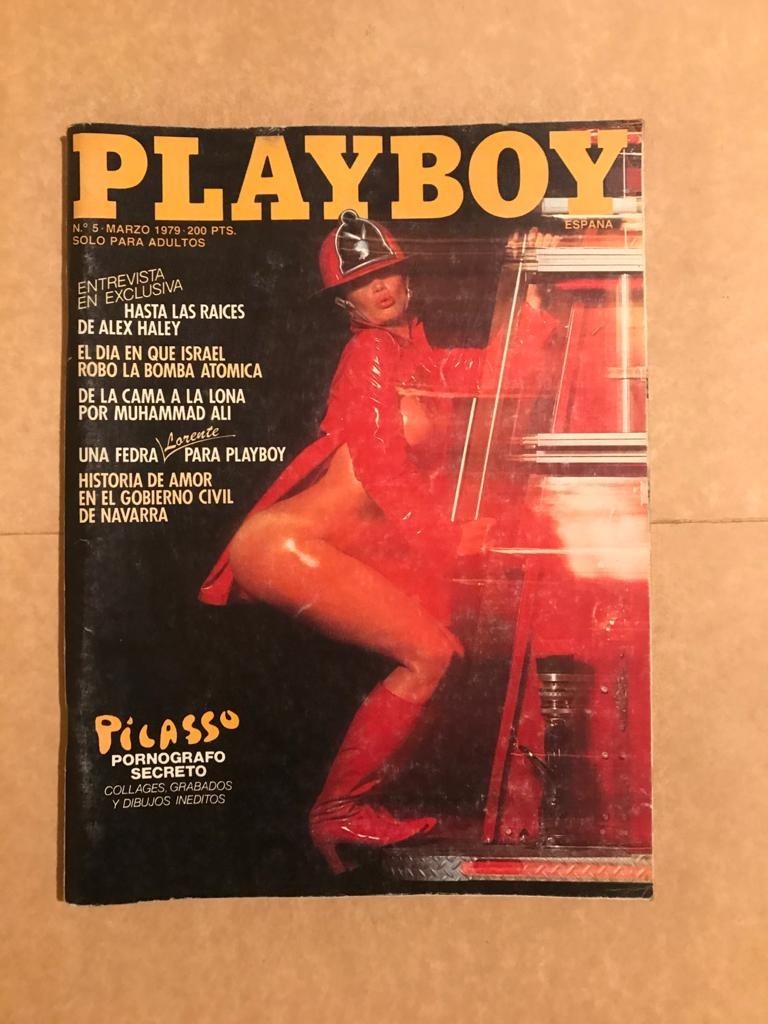 PLAYBOY
N.º 5 · MARZO 1979 · 200 PTS.
SOLO PARA ADULTOS
ESPAÑA
ENTREVISTA
EN EXCLUSIVA
HASTA LAS RAICES
DE ALEX HALEY
EL DIA EN QUE ISRAEL
ROBO LA BOMBA ATOMICA
DE LA CAMA A LA LONA
POR MUHAMMAD ALI
UNA FEDRA Lorente PARA PLAYBOY
HISTORIA DE AMOR
EN EL GOBIERNO CIVIL
DE NAVARRA
PICASSO
PORNOGRAFO
SECRETO
COLLAGES, GRABADOS
Y DIBUJOS INEDITOS